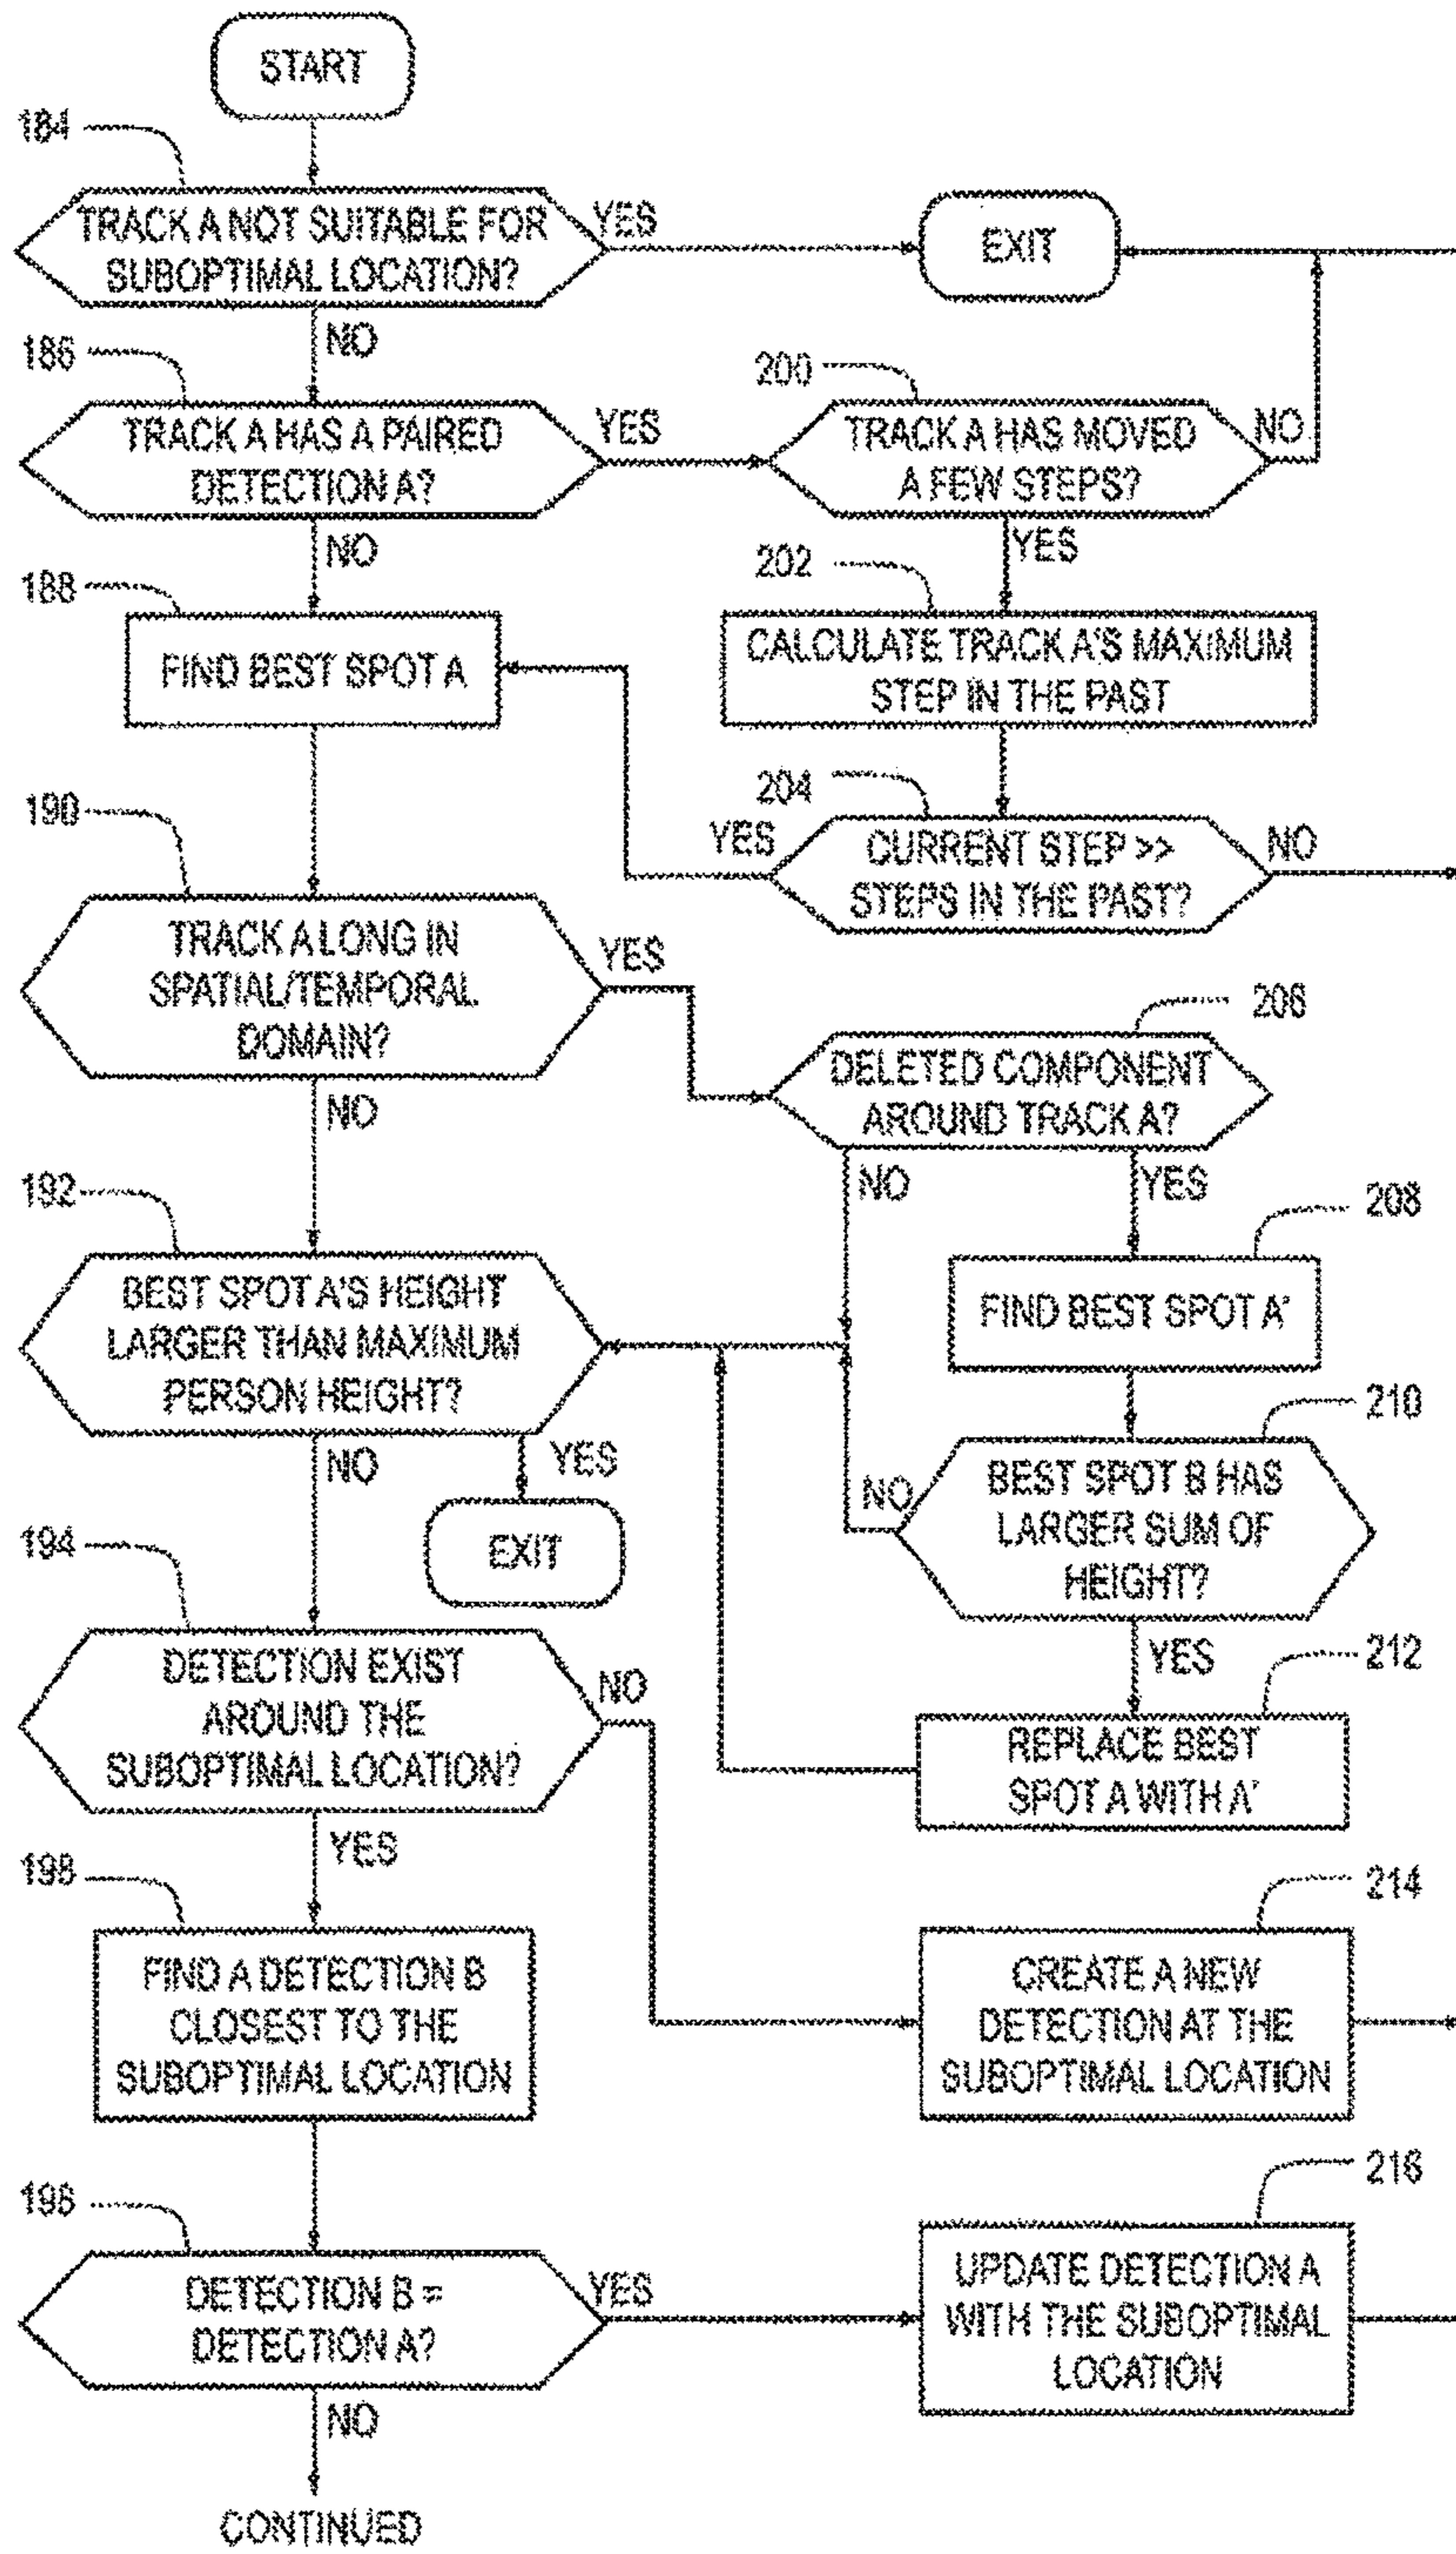 START
184
TRACK A NOT SUITABLE FOR
SUBOPTIMAL LOCATION?
YES
EXIT
NO
186
TRACK A HAS A PAIRED
DETECTION A?
YES
200
TRACK A HAS MOVED
A FEW STEPS?
NO
NO
YES
188
FIND BEST SPOT A
202
CALCULATE TRACK A'S MAXIMUM
STEP IN THE PAST
204
CURRENT STEP >>
STEPS IN THE PAST?
YES
NO
190
TRACK A LONG IN
SPATIAL/TEMPORAL
DOMAIN?
YES
NO
206
DELETED COMPONENT
AROUND TRACK A?
NO
YES
192
BEST SPOT A'S HEIGHT
LARGER THAN MAXIMUM
PERSON HEIGHT?
NO
YES
EXIT
208
FIND BEST SPOT A'
210
BEST SPOT B HAS
LARGER SUM OF
HEIGHT?
NO
YES
194
DETECTION EXIST
AROUND THE
SUBOPTIMAL LOCATION?
NO
YES
212
REPLACE BEST
SPOT A WITH A'
198
FIND A DETECTION B
CLOSEST TO THE
SUBOPTIMAL LOCATION
214
CREATE A NEW
DETECTION AT THE
SUBOPTIMAL LOCATION
196
DETECTION B =
DETECTION A?
YES
NO
216
UPDATE DETECTION A
WITH THE SUBOPTIMAL
LOCATION
CONTINUED